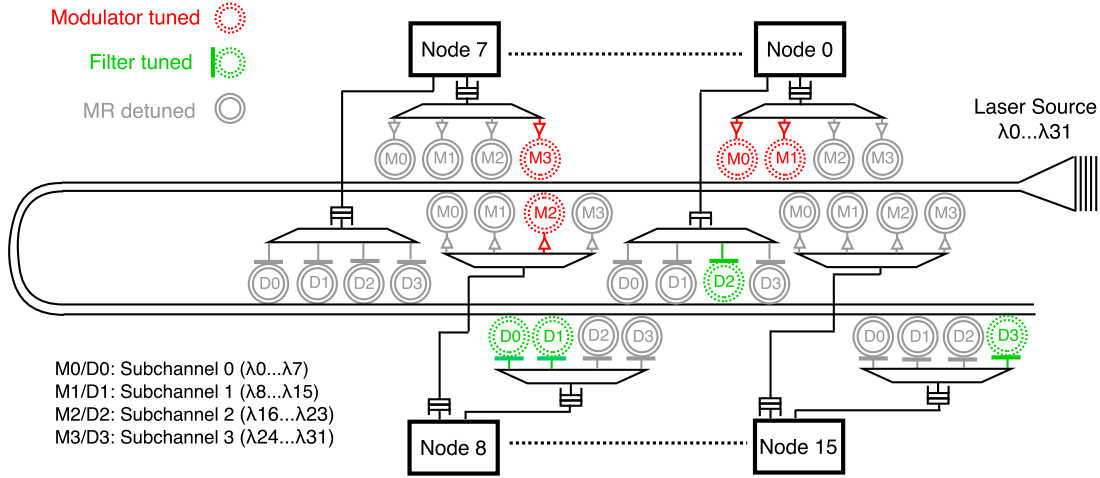 Modulator tuned
Filter tuned
MR detuned
Node 7
Node 0
Laser Source
λ0...λ31
M0 M1 M2 M3
M0 M1 M2 M3
M0 M1 M2 M3
M0 M1 M2 M3
D0 D1 D2 D3
D0 D1 D2 D3
D0 D1 D2 D3
D0 D1 D2 D3
M0/D0: Subchannel 0 (λ0...λ7)
M1/D1: Subchannel 1 (λ8...λ15)
M2/D2: Subchannel 2 (λ16...λ23)
M3/D3: Subchannel 3 (λ24...λ31)
Node 8
Node 15